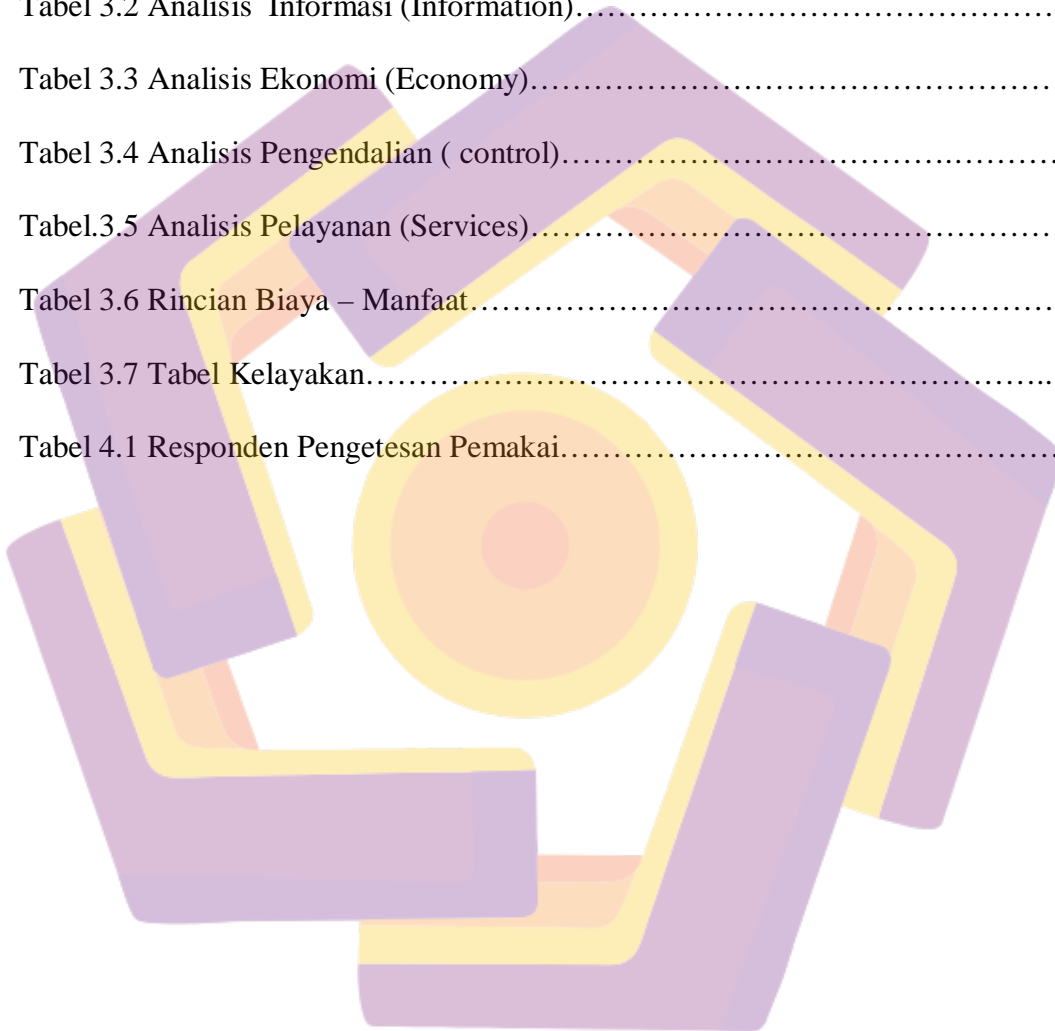 Tabel 3.2 Analisis  Informasi (Information)…………………………………………
Tabel 3.3 Analisis Ekonomi (Economy)………………………………………………
Tabel 3.4 Analisis Pengendalian ( control)……………………………………..…………
Tabel.3.5 Analisis Pelayanan (Services)………………………………………………
Tabel 3.6 Rincian Biaya – Manfaat……………………………………………………
Tabel 3.7 Tabel Kelayakan……………………………………………………………..
Tabel 4.1 Responden Pengetesan Pemakai……………………………………………